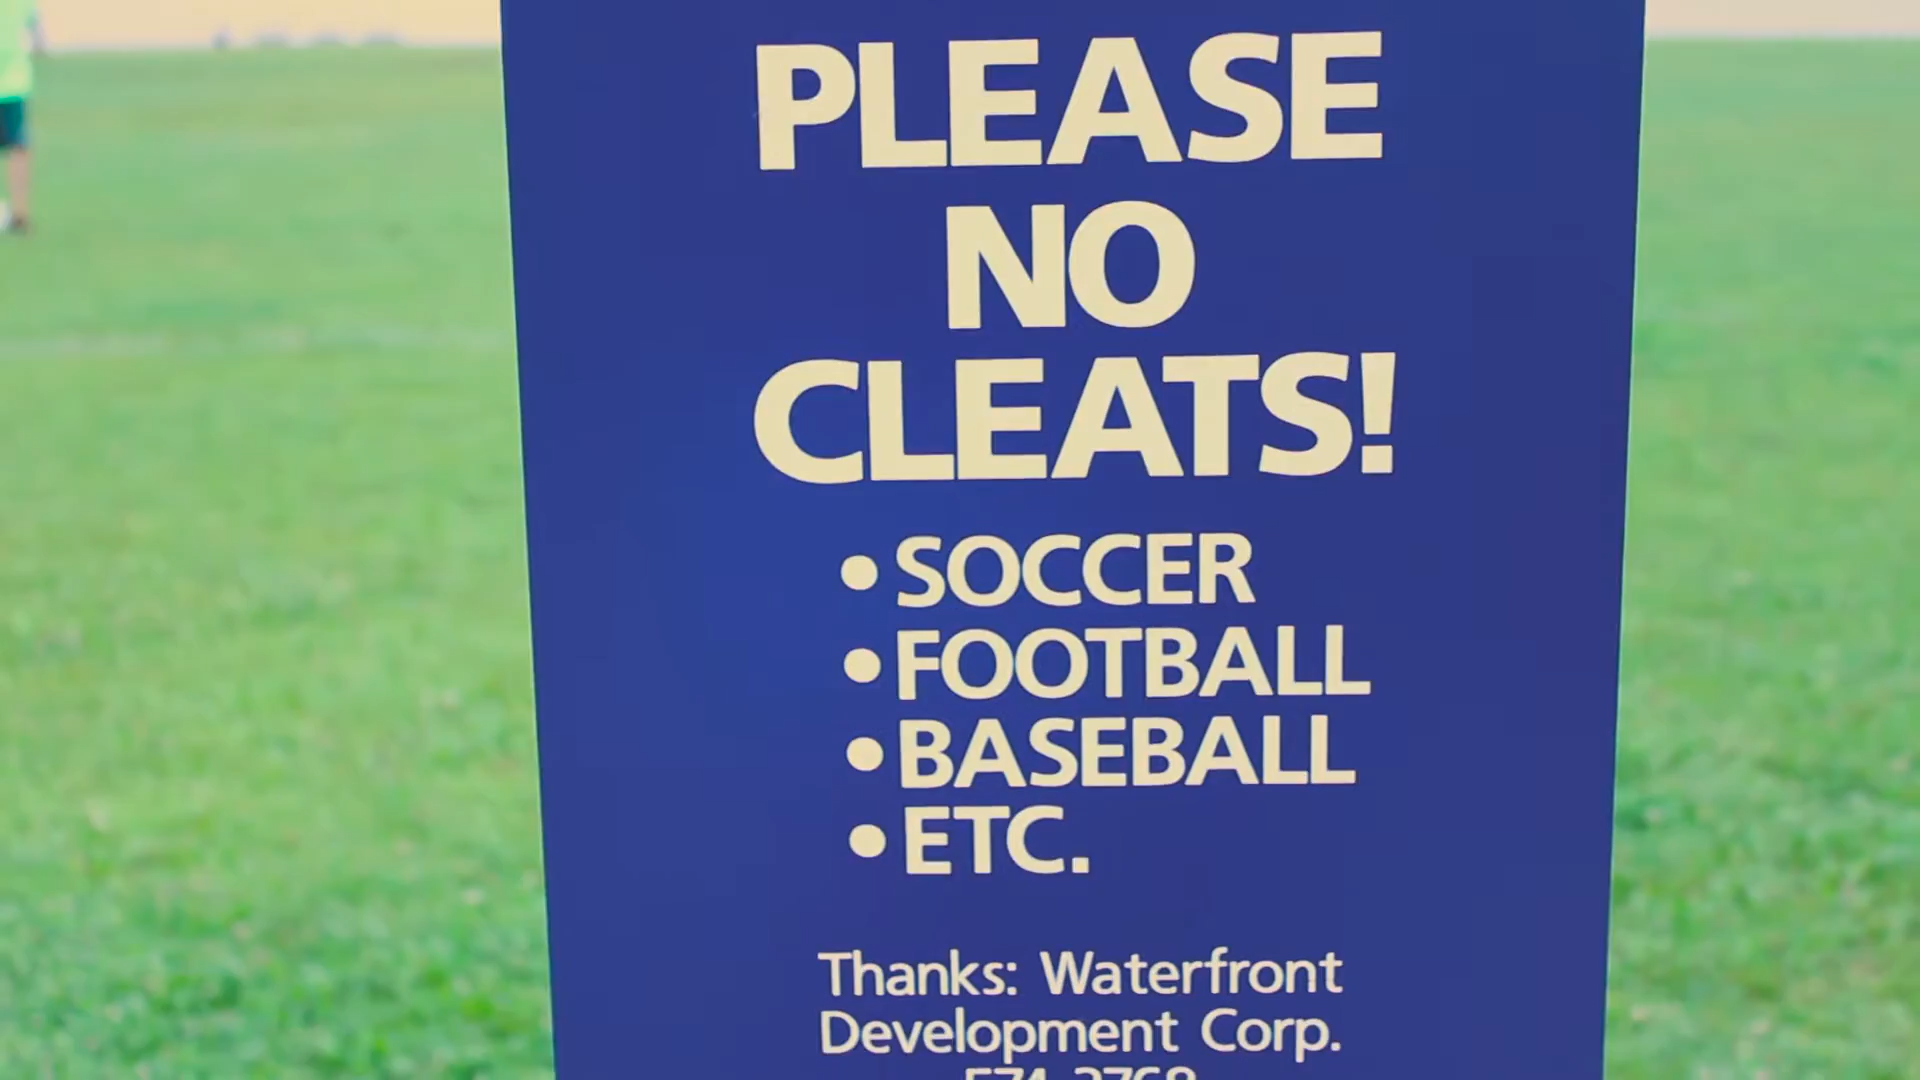 PLEASE
NO
CLEATS!
•SOCCER
•FOOTBALL
•BASEBALL
•ETC.
Thanks: Waterfront
Development Corp.